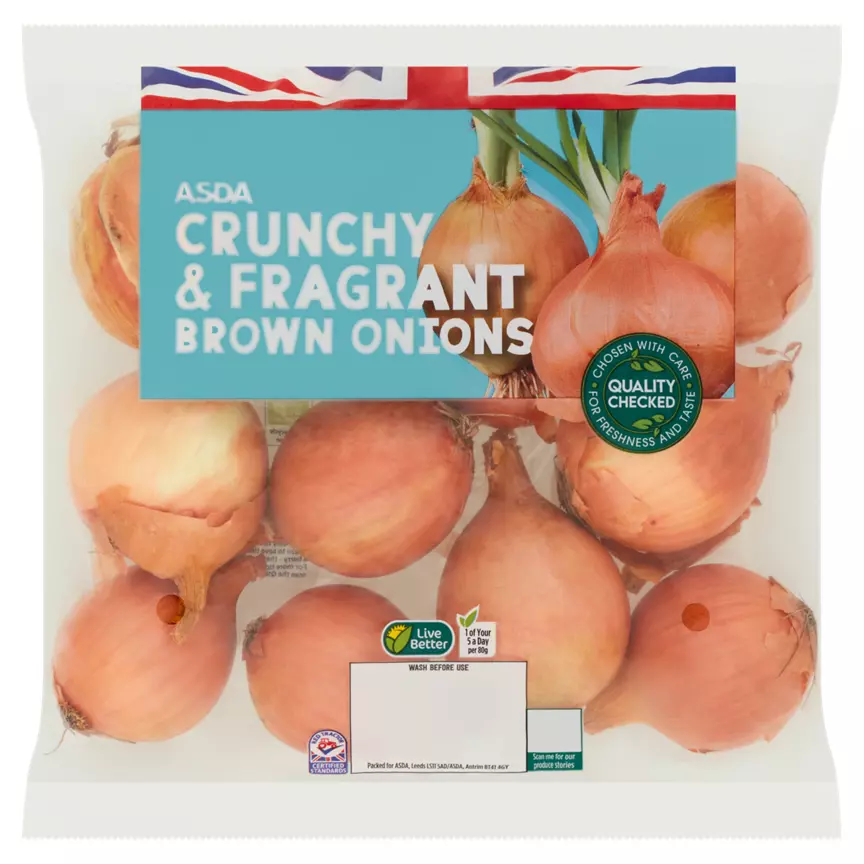 ASDA
CRUNCHY
& FRAGRANT
BROWN ONIONS
CHOSEN WITH CARE
QUALITY
CHECKED
FOR FRESHNESS AND TASTE
Live
Better
1 of Your
5 a Day
per 80g
WASH BEFORE USE
RED TRACTOR
CERTIFIED
STANDARDS
Packed for ASDA, Leeds LS11 5AD/ASDA, Antrim BT41 4GY
Scan me for our
produce stories